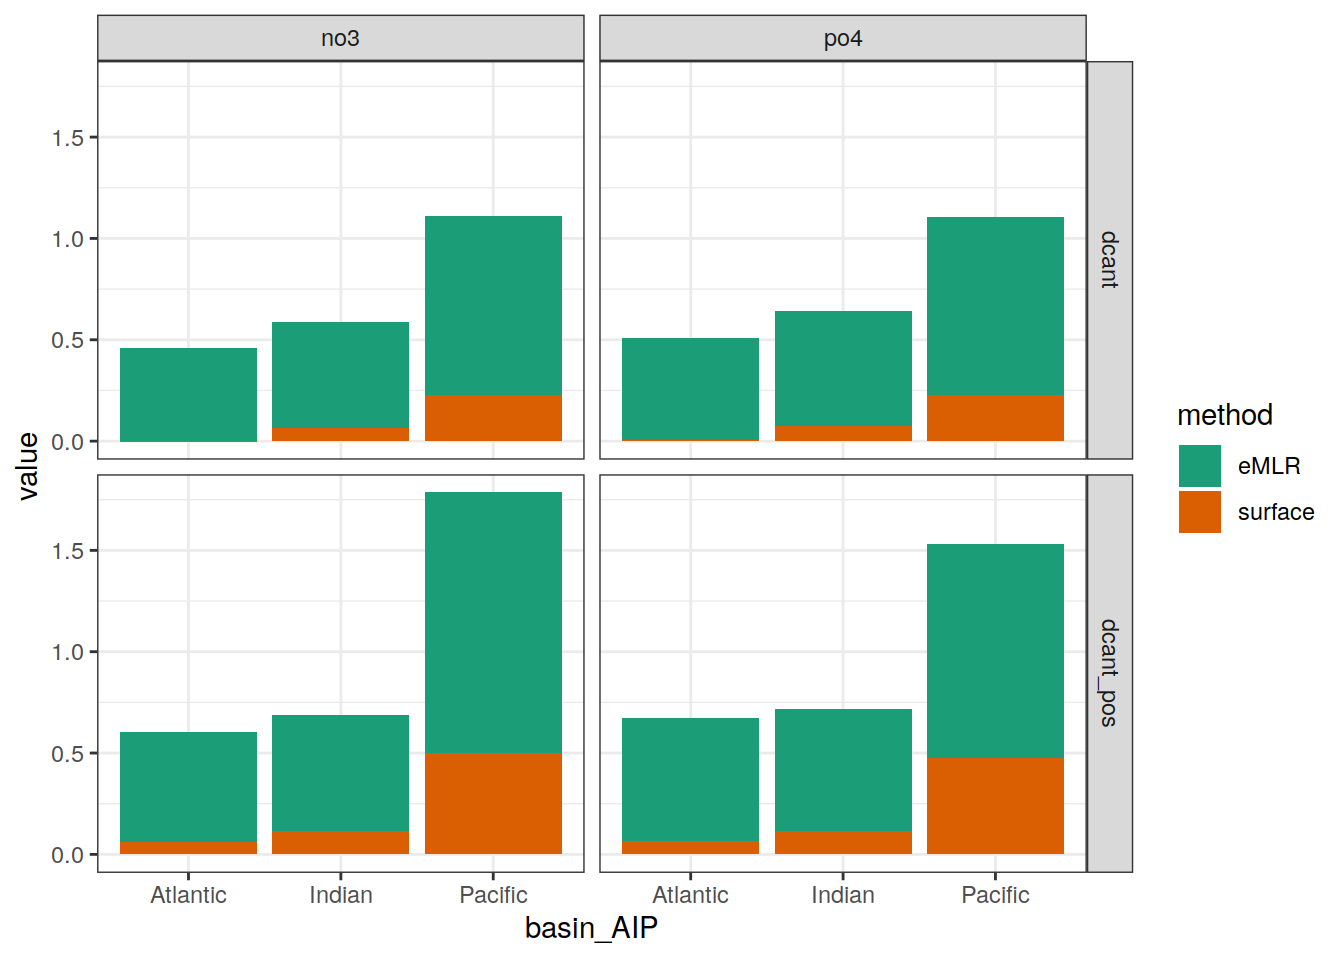 no3
po4
1.5
1.0
0.5
0.0
dcant
1.5
1.0
0.5
0.0
dcant_pos
value
Atlantic
Indian
Pacific
Atlantic
Indian
Pacific
basin_AIP
method
eMLR
surface